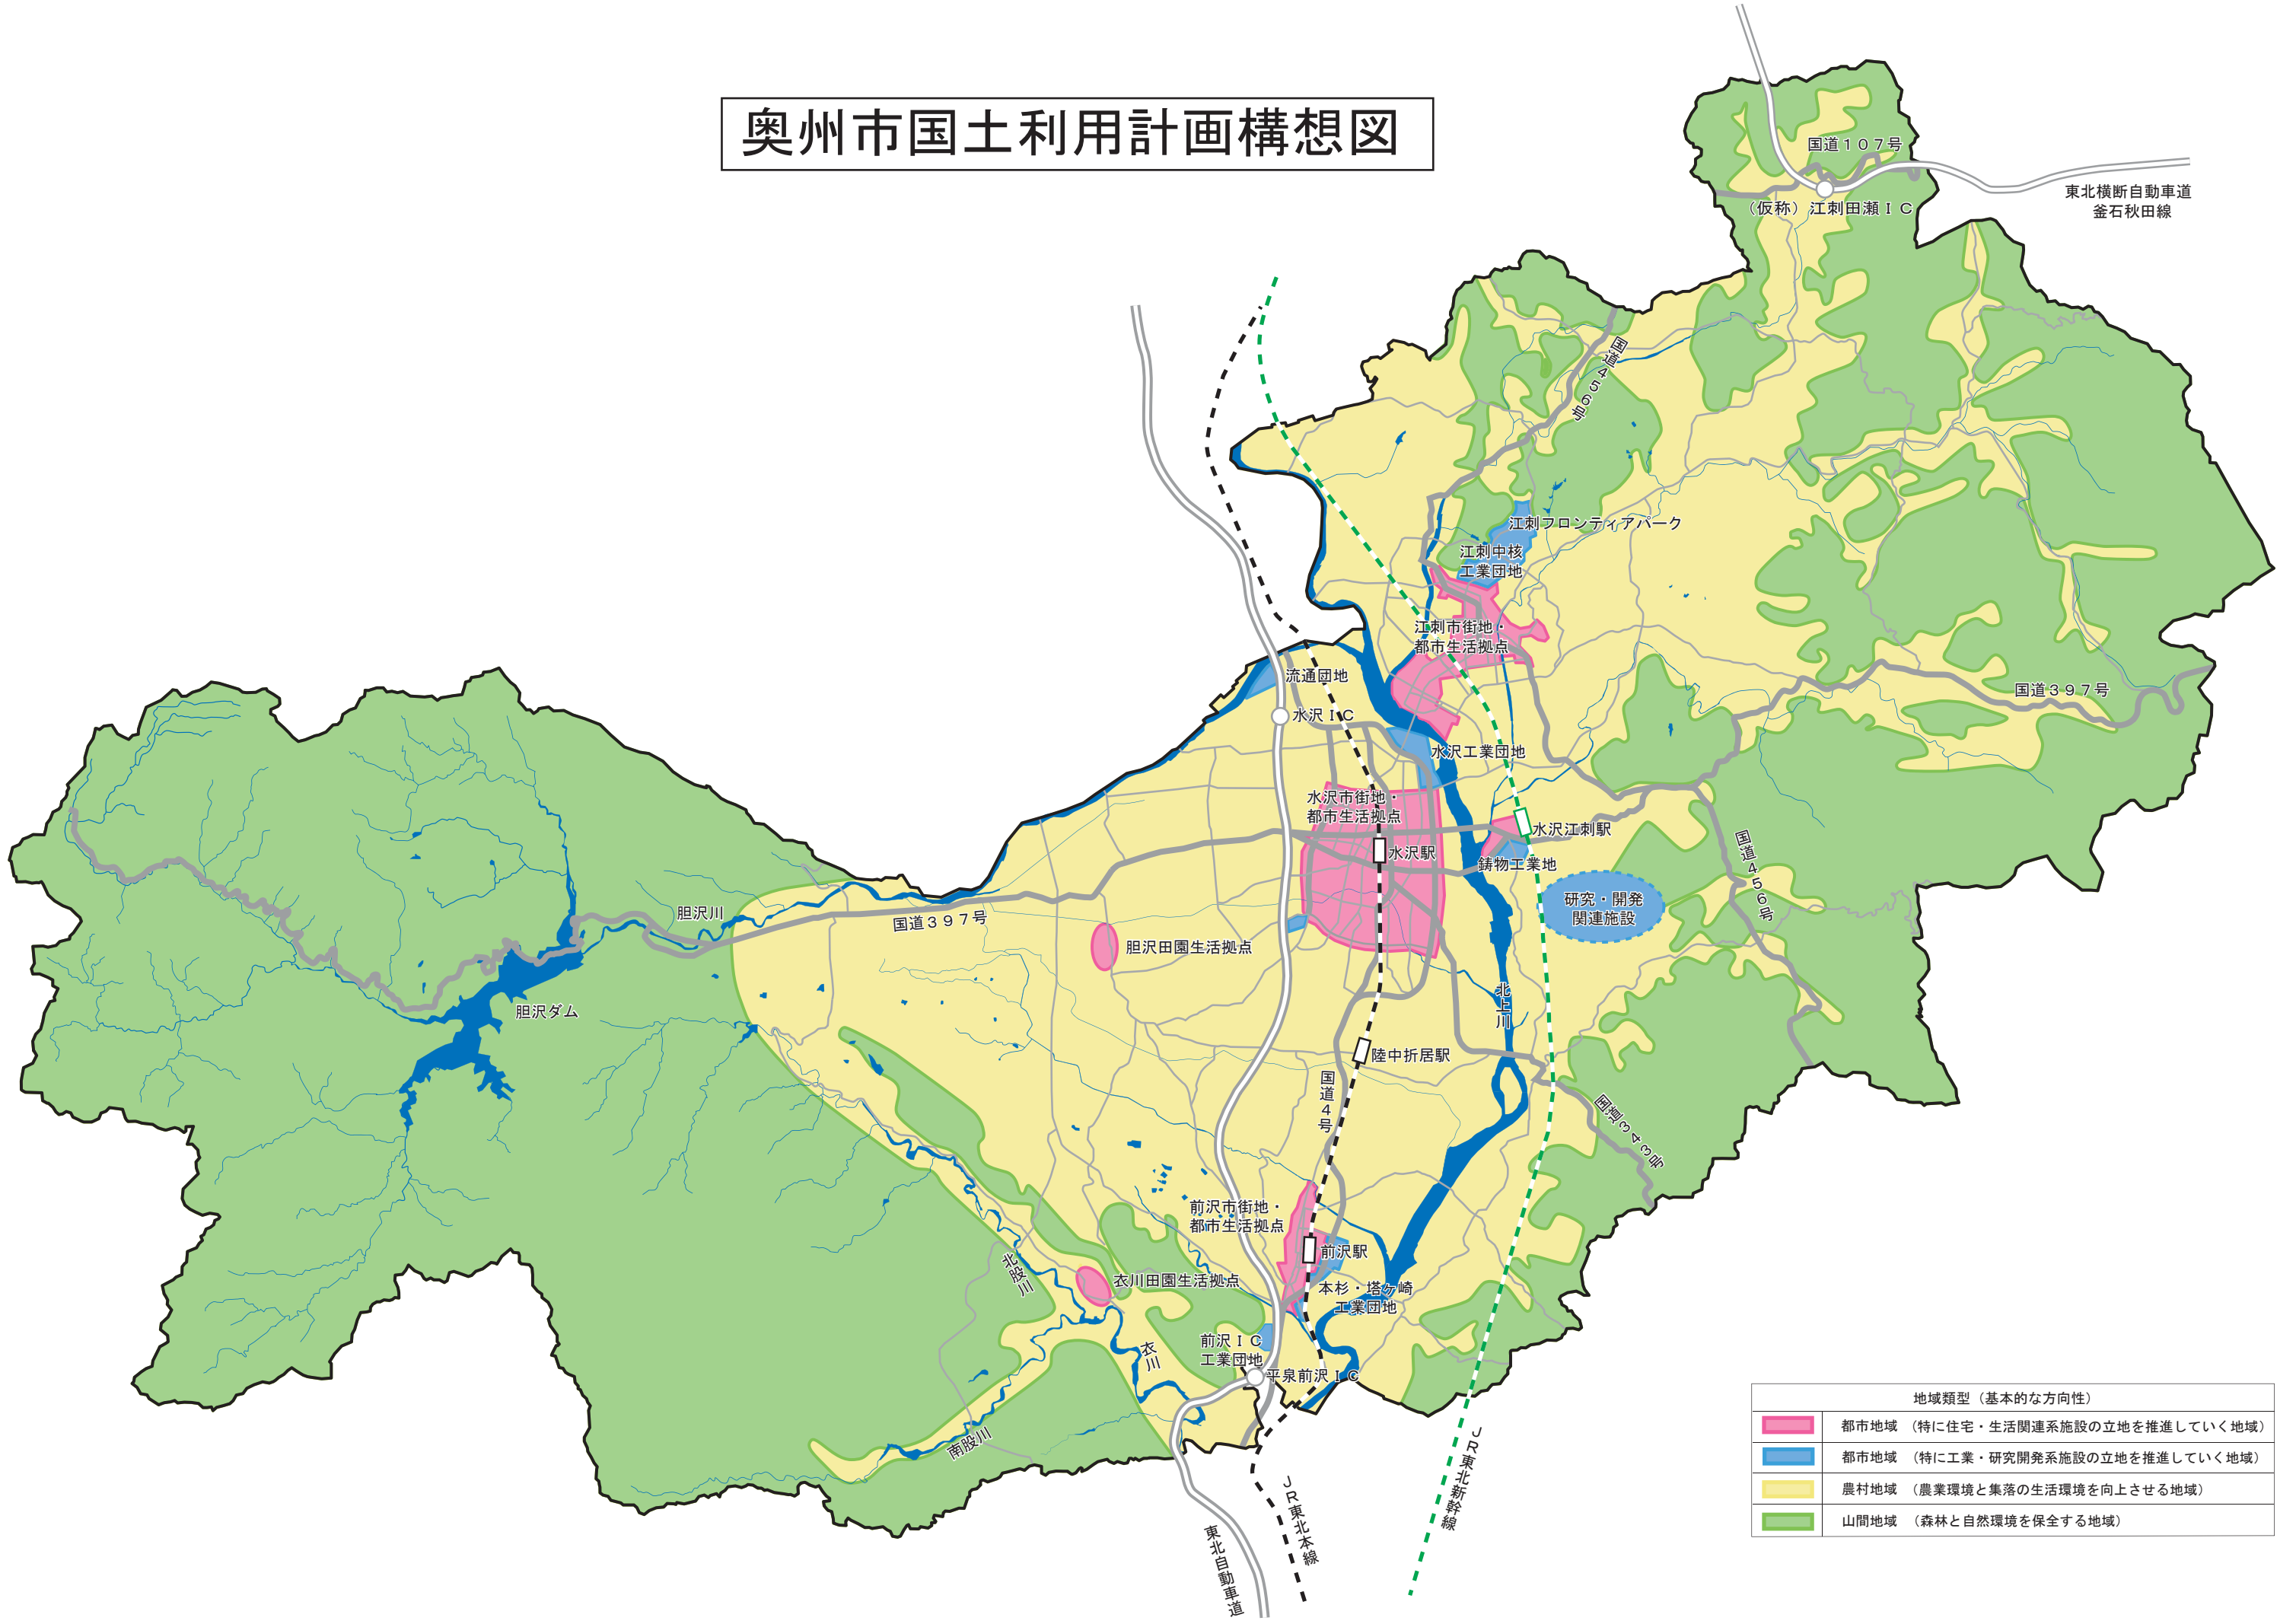 奥州市国土利用計画構想図
国道１０７号
東北横断自動車道
釜石秋田線
（仮称）江刺田瀬ＩＣ
国道４５６号
江刺フロンティアパーク
江刺中核
工業団地
江刺市街地・
都市生活拠点
流通団地
国道３９７号
水沢ＩＣ
水沢工業団地
水沢市街地・
都市生活拠点
水沢江刺駅
水沢駅
鋳物工業地
国道４５６号
研究・開発
関連施設
胆沢川
国道３９７号
胆沢田園生活拠点
北上川
胆沢ダム
陸中折居駅
国道４号
国道３４３号
前沢市街地・
都市生活拠点
前沢駅
北股川
衣川田園生活拠点
本杉・塔ヶ崎
工業団地
衣川
前沢ＩＣ
工業団地
平泉前沢ＩＣ
南股川
ＪＲ東北新幹線
ＪＲ東北本線
東北自動車道
地域類型（基本的な方向性）
都市地域　（特に住宅・生活関連系施設の立地を推進していく地域）
都市地域　（特に工業・研究開発系施設の立地を推進していく地域）
農村地域　（農業環境と集落の生活環境を向上させる地域）
山間地域　（森林と自然環境を保全する地域）